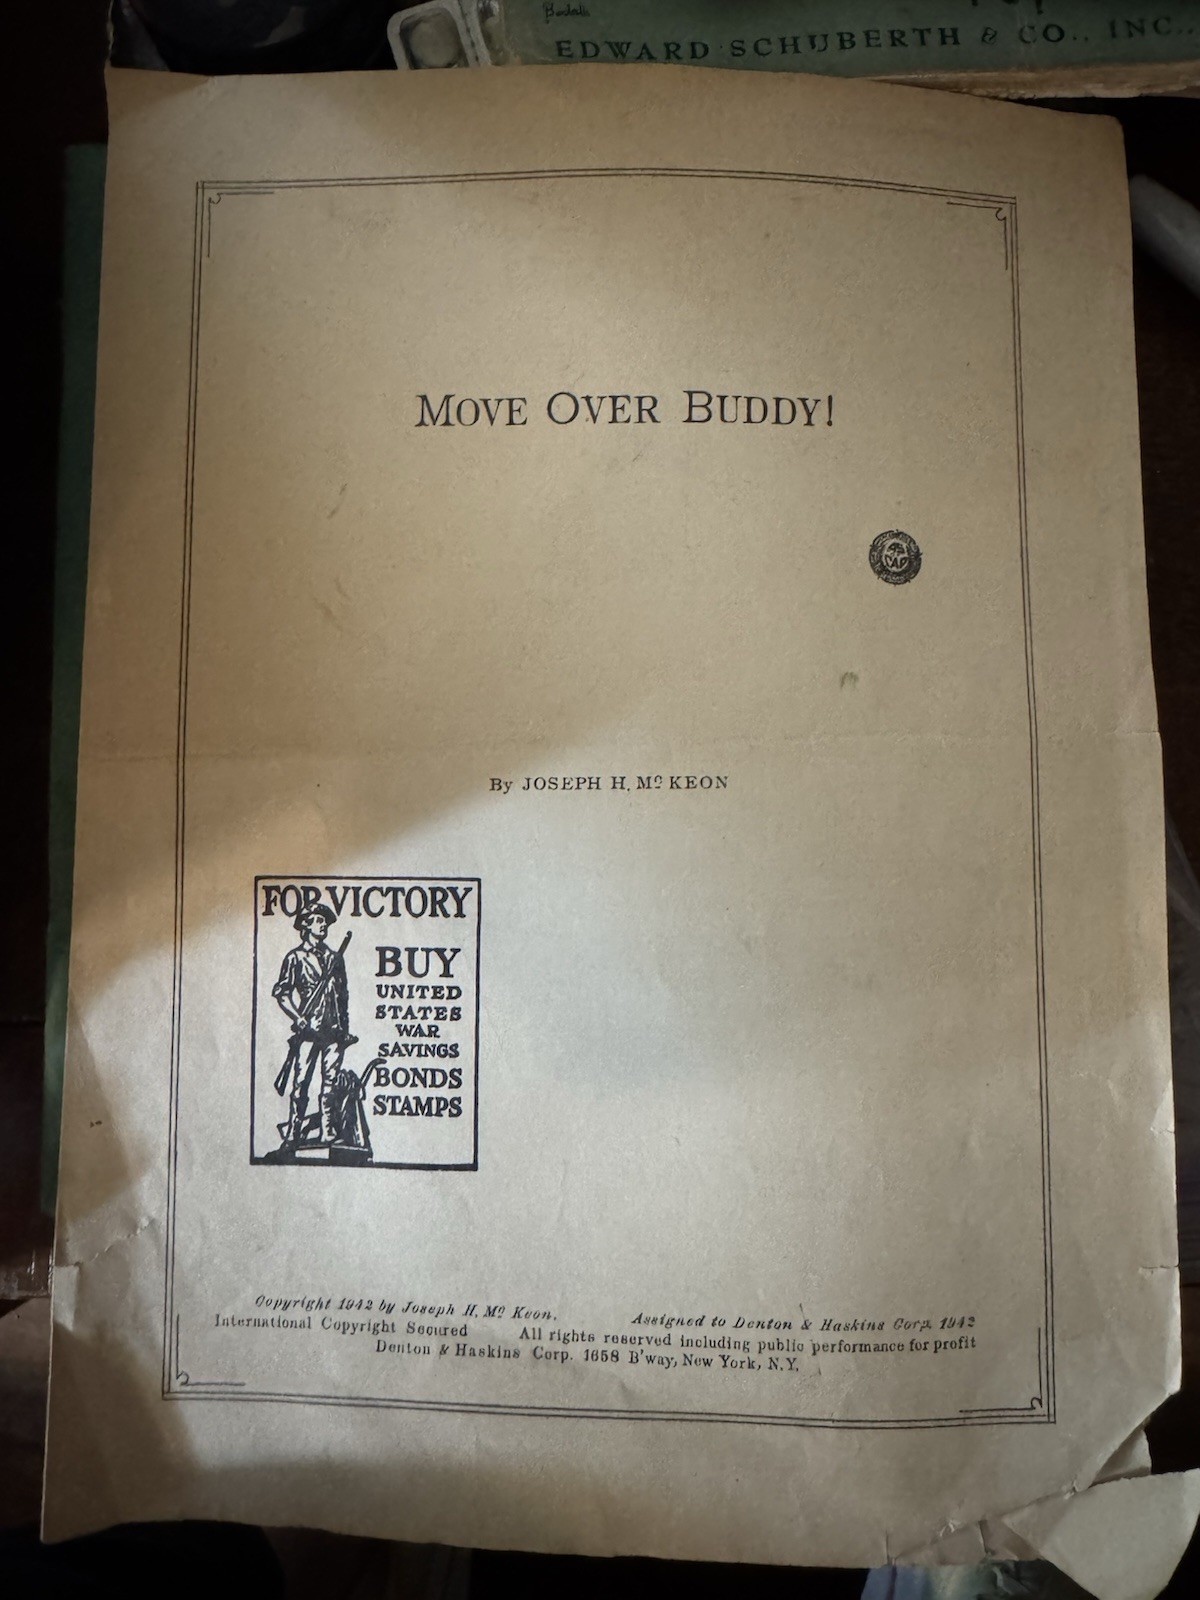 EDWARD SCHUBERTH & CO., INC.,
MOVE OVER BUDDY!
By JOSEPH H. Mc KEON
FOR VICTORY
BUY
UNITED
STATES
WAR
SAVINGS
BONDS
STAMPS
Copyright 1942 by Joseph H. Mc Keon. Assigned to Denton & Haskins Corp. 1942
International Copyright Secured All rights reserved including public performance for profit
Denton & Haskins Corp. 1658 B'way, New York, N.Y.